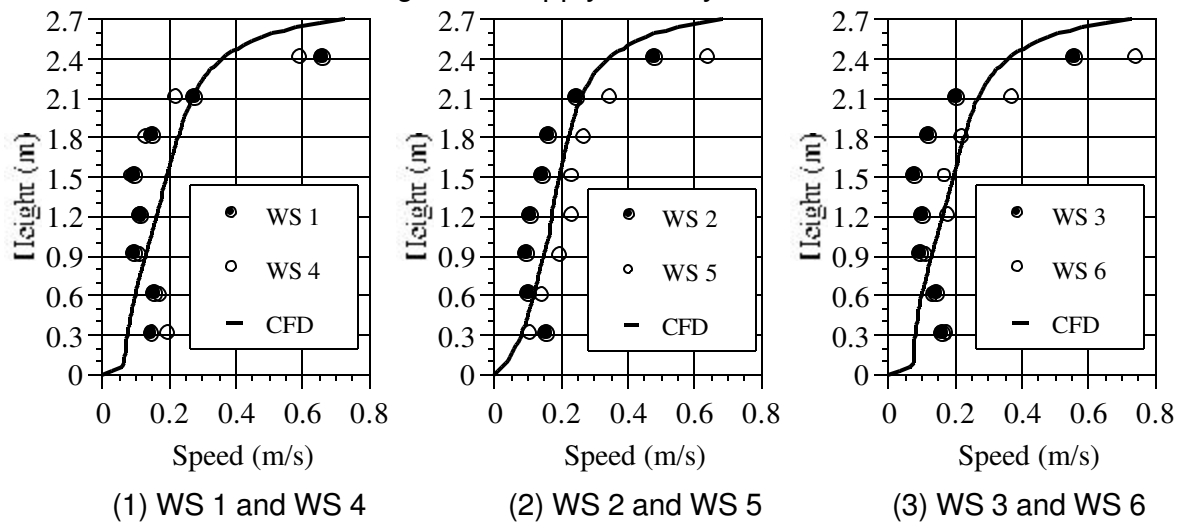 2.7
2.4
2.1
1.8
1.5
1.2
0.9
0.6
0.3
0
Height (m)
WS 1
WS 4
CFD
0 0.2 0.4 0.6 0.8
Speed (m/s)
(1) WS 1 and WS 4
2.7
2.4
2.1
1.8
1.5
1.2
0.9
0.6
0.3
0
Height (m)
WS 2
WS 5
CFD
0 0.2 0.4 0.6 0.8
Speed (m/s)
(2) WS 2 and WS 5
2.7
2.4
2.1
1.8
1.5
1.2
0.9
0.6
0.3
0
Height (m)
WS 3
WS 6
CFD
0 0.2 0.4 0.6 0.8
Speed (m/s)
(3) WS 3 and WS 6